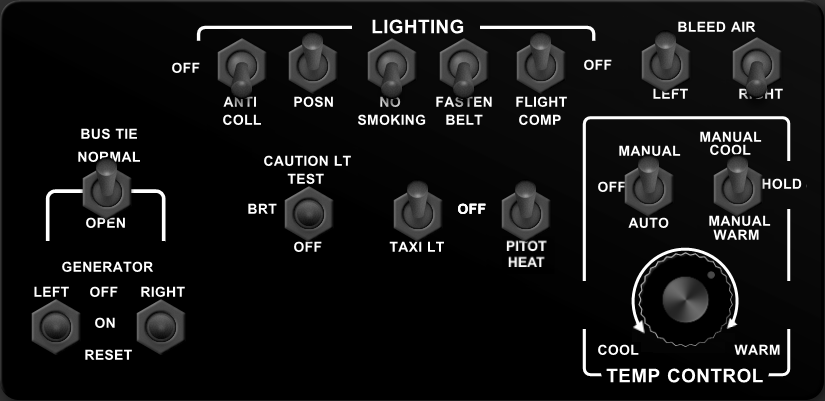 LIGHTING
BLEED AIR
OFF
OFF
ANTI
COLL
POSN
NO
SMOKING
FASTEN
BELT
FLIGHT
COMP
LEFT
RIGHT
BUS TIE
NORMAL
OPEN
CAUTION LT
TEST
BRT
OFF
TAXI LT
OFF
PITOT
HEAT
MANUAL
OFF
AUTO
MANUAL
COOL
HOLD
MANUAL
WARM
GENERATOR
LEFT OFF RIGHT
ON
RESET
COOL WARM
TEMP CONTROL